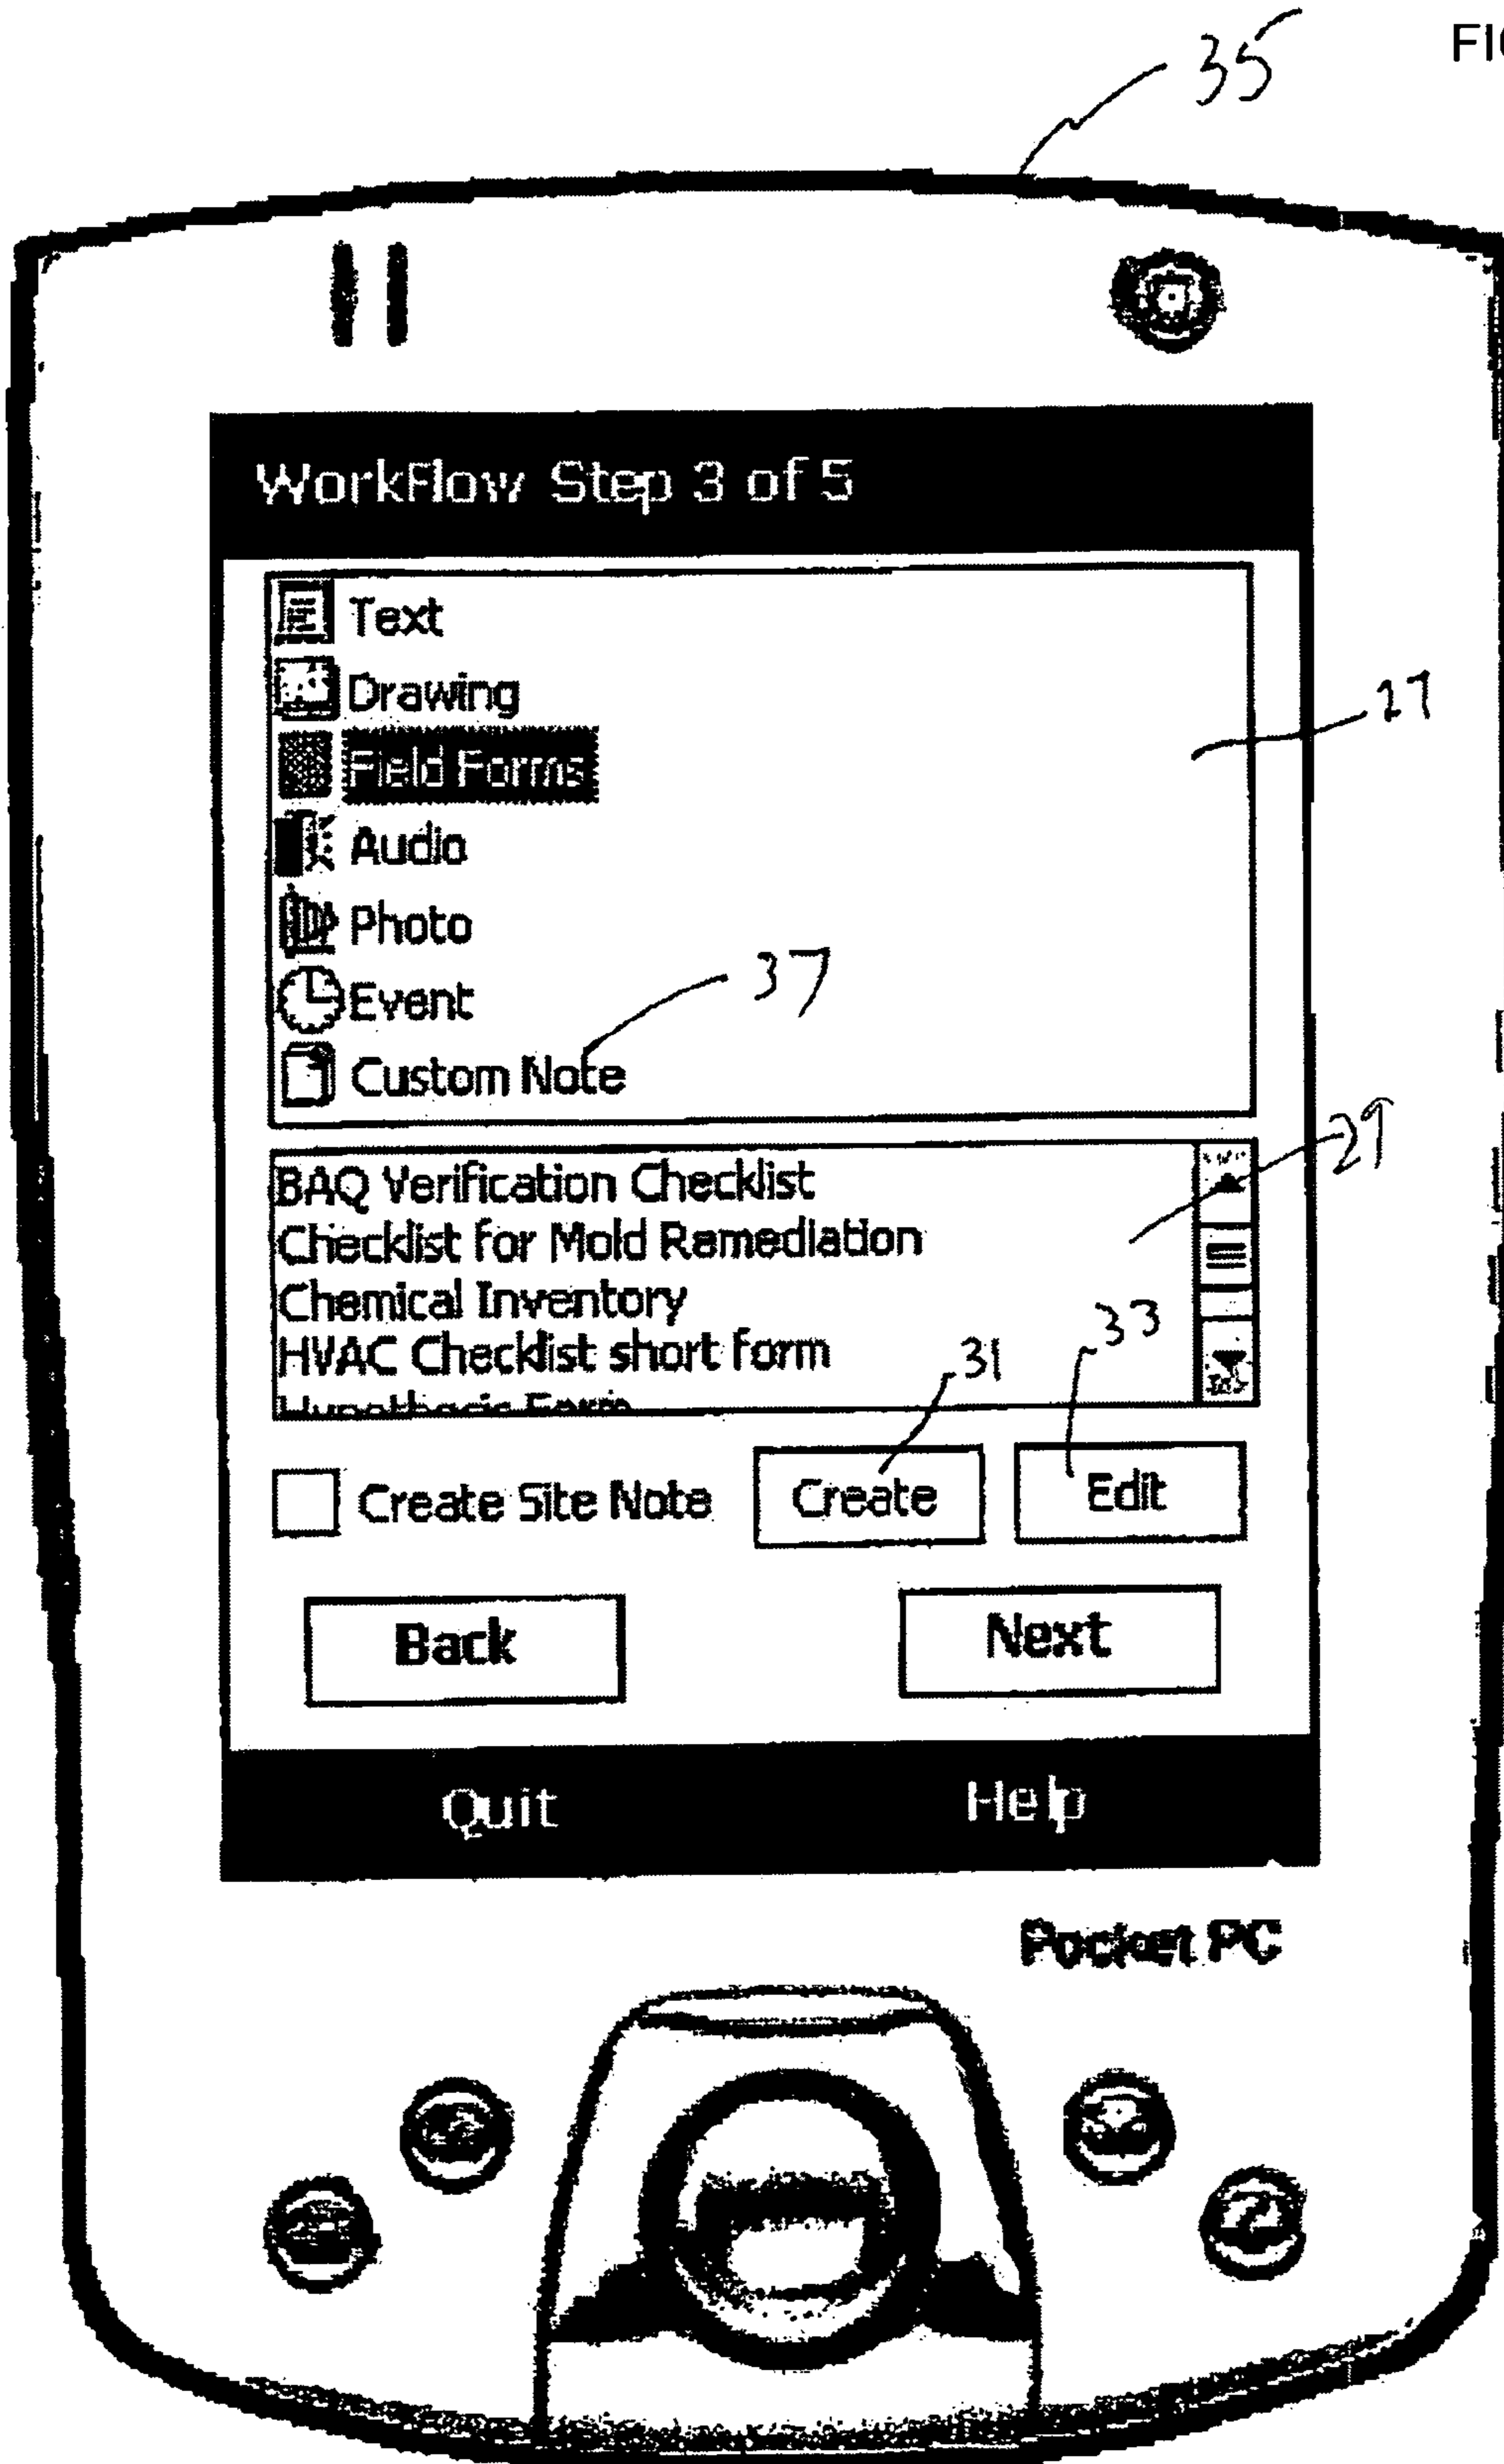 35
FI
WorkFlow Step 3 of 5
Text
Drawing
27
Field Forms
Audio
Photo
37
Event
Custom Note
29
BAQ Verification Checklist
Checklist for Mold Remediation
Chemical Inventory
33
HVAC Checklist short form
31
Create Site Note Create Edit
Back Next
Quit Help
Pocket PC